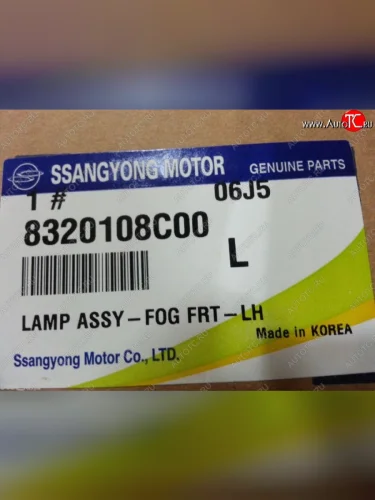 www.AutoTC.ru
SSANGYONG MOTOR GENUINE PARTS
1 # 06J5
8320108C00
L
LAMP ASSY-FOG FRT-LH
Made in KOREA
Ssangyong Motor Co., LTD.